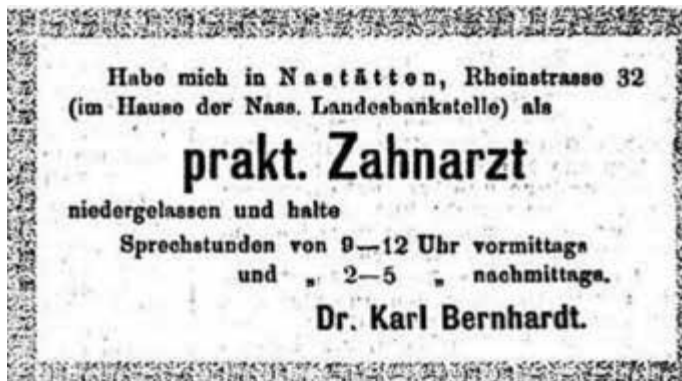 Habe mich in Nastätten, Rheinstrasse 32
(im Hause der Nass. Landesbankstelle) als
prakt. Zahnarzt
niedergelassen und halte
Sprechstunden von 9—12 Uhr vormittags
und „ 2—5 „ nachmittags.
Dr. Karl Bernhardt.